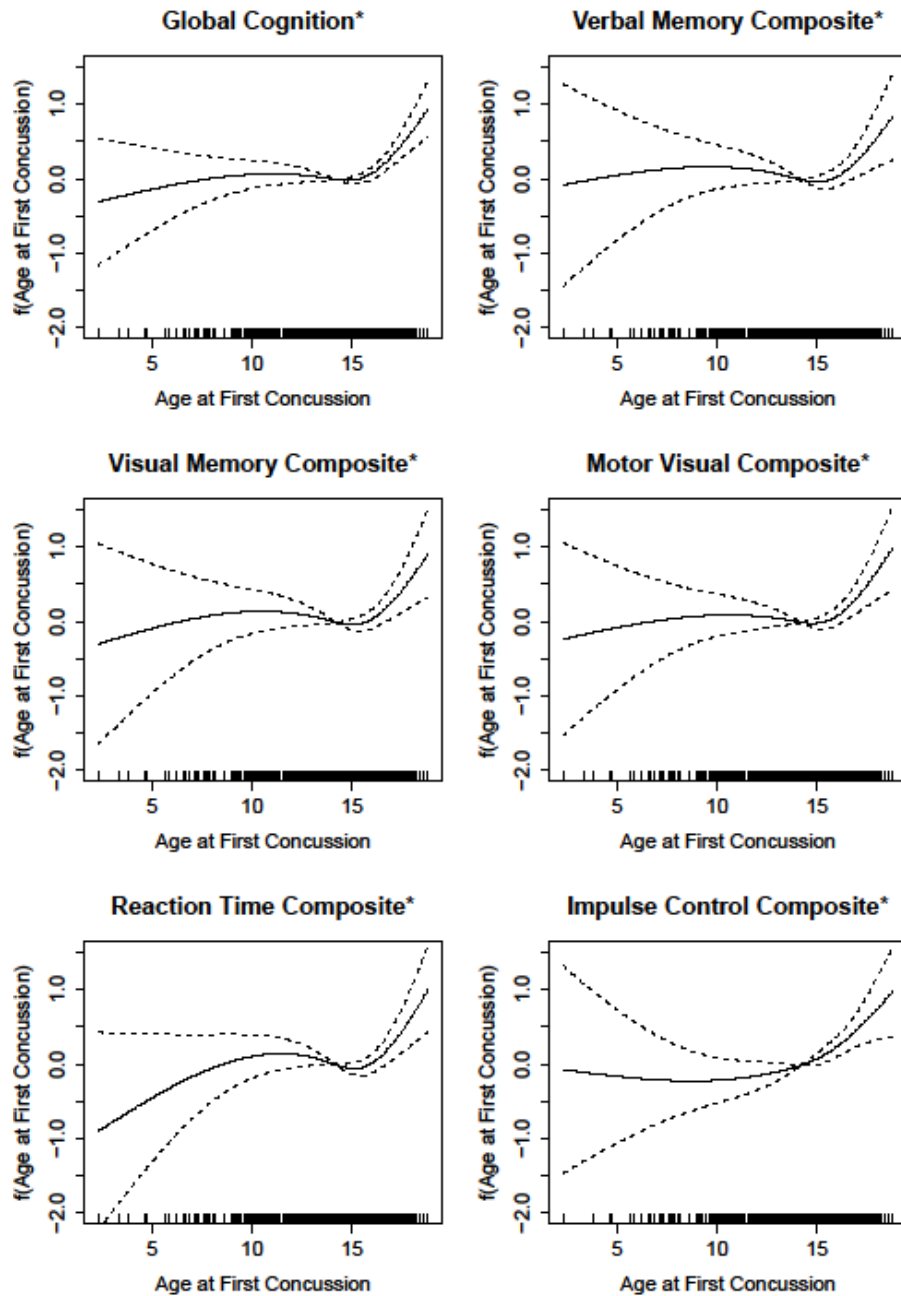 Global Cognition*
f(Age at First Concussion)
1.0
0.0
−1.0
−2.0
5 10 15
Age at First Concussion
Verbal Memory Composite*
f(Age at First Concussion)
1.0
0.0
−1.0
−2.0
5 10 15
Age at First Concussion
Visual Memory Composite*
f(Age at First Concussion)
1.0
0.0
−1.0
−2.0
5 10 15
Age at First Concussion
Motor Visual Composite*
f(Age at First Concussion)
1.0
0.0
−1.0
−2.0
5 10 15
Age at First Concussion
Reaction Time Composite*
f(Age at First Concussion)
1.0
0.0
−1.0
−2.0
5 10 15
Age at First Concussion
Impulse Control Composite*
f(Age at First Concussion)
1.0
0.0
−1.0
−2.0
5 10 15
Age at First Concussion